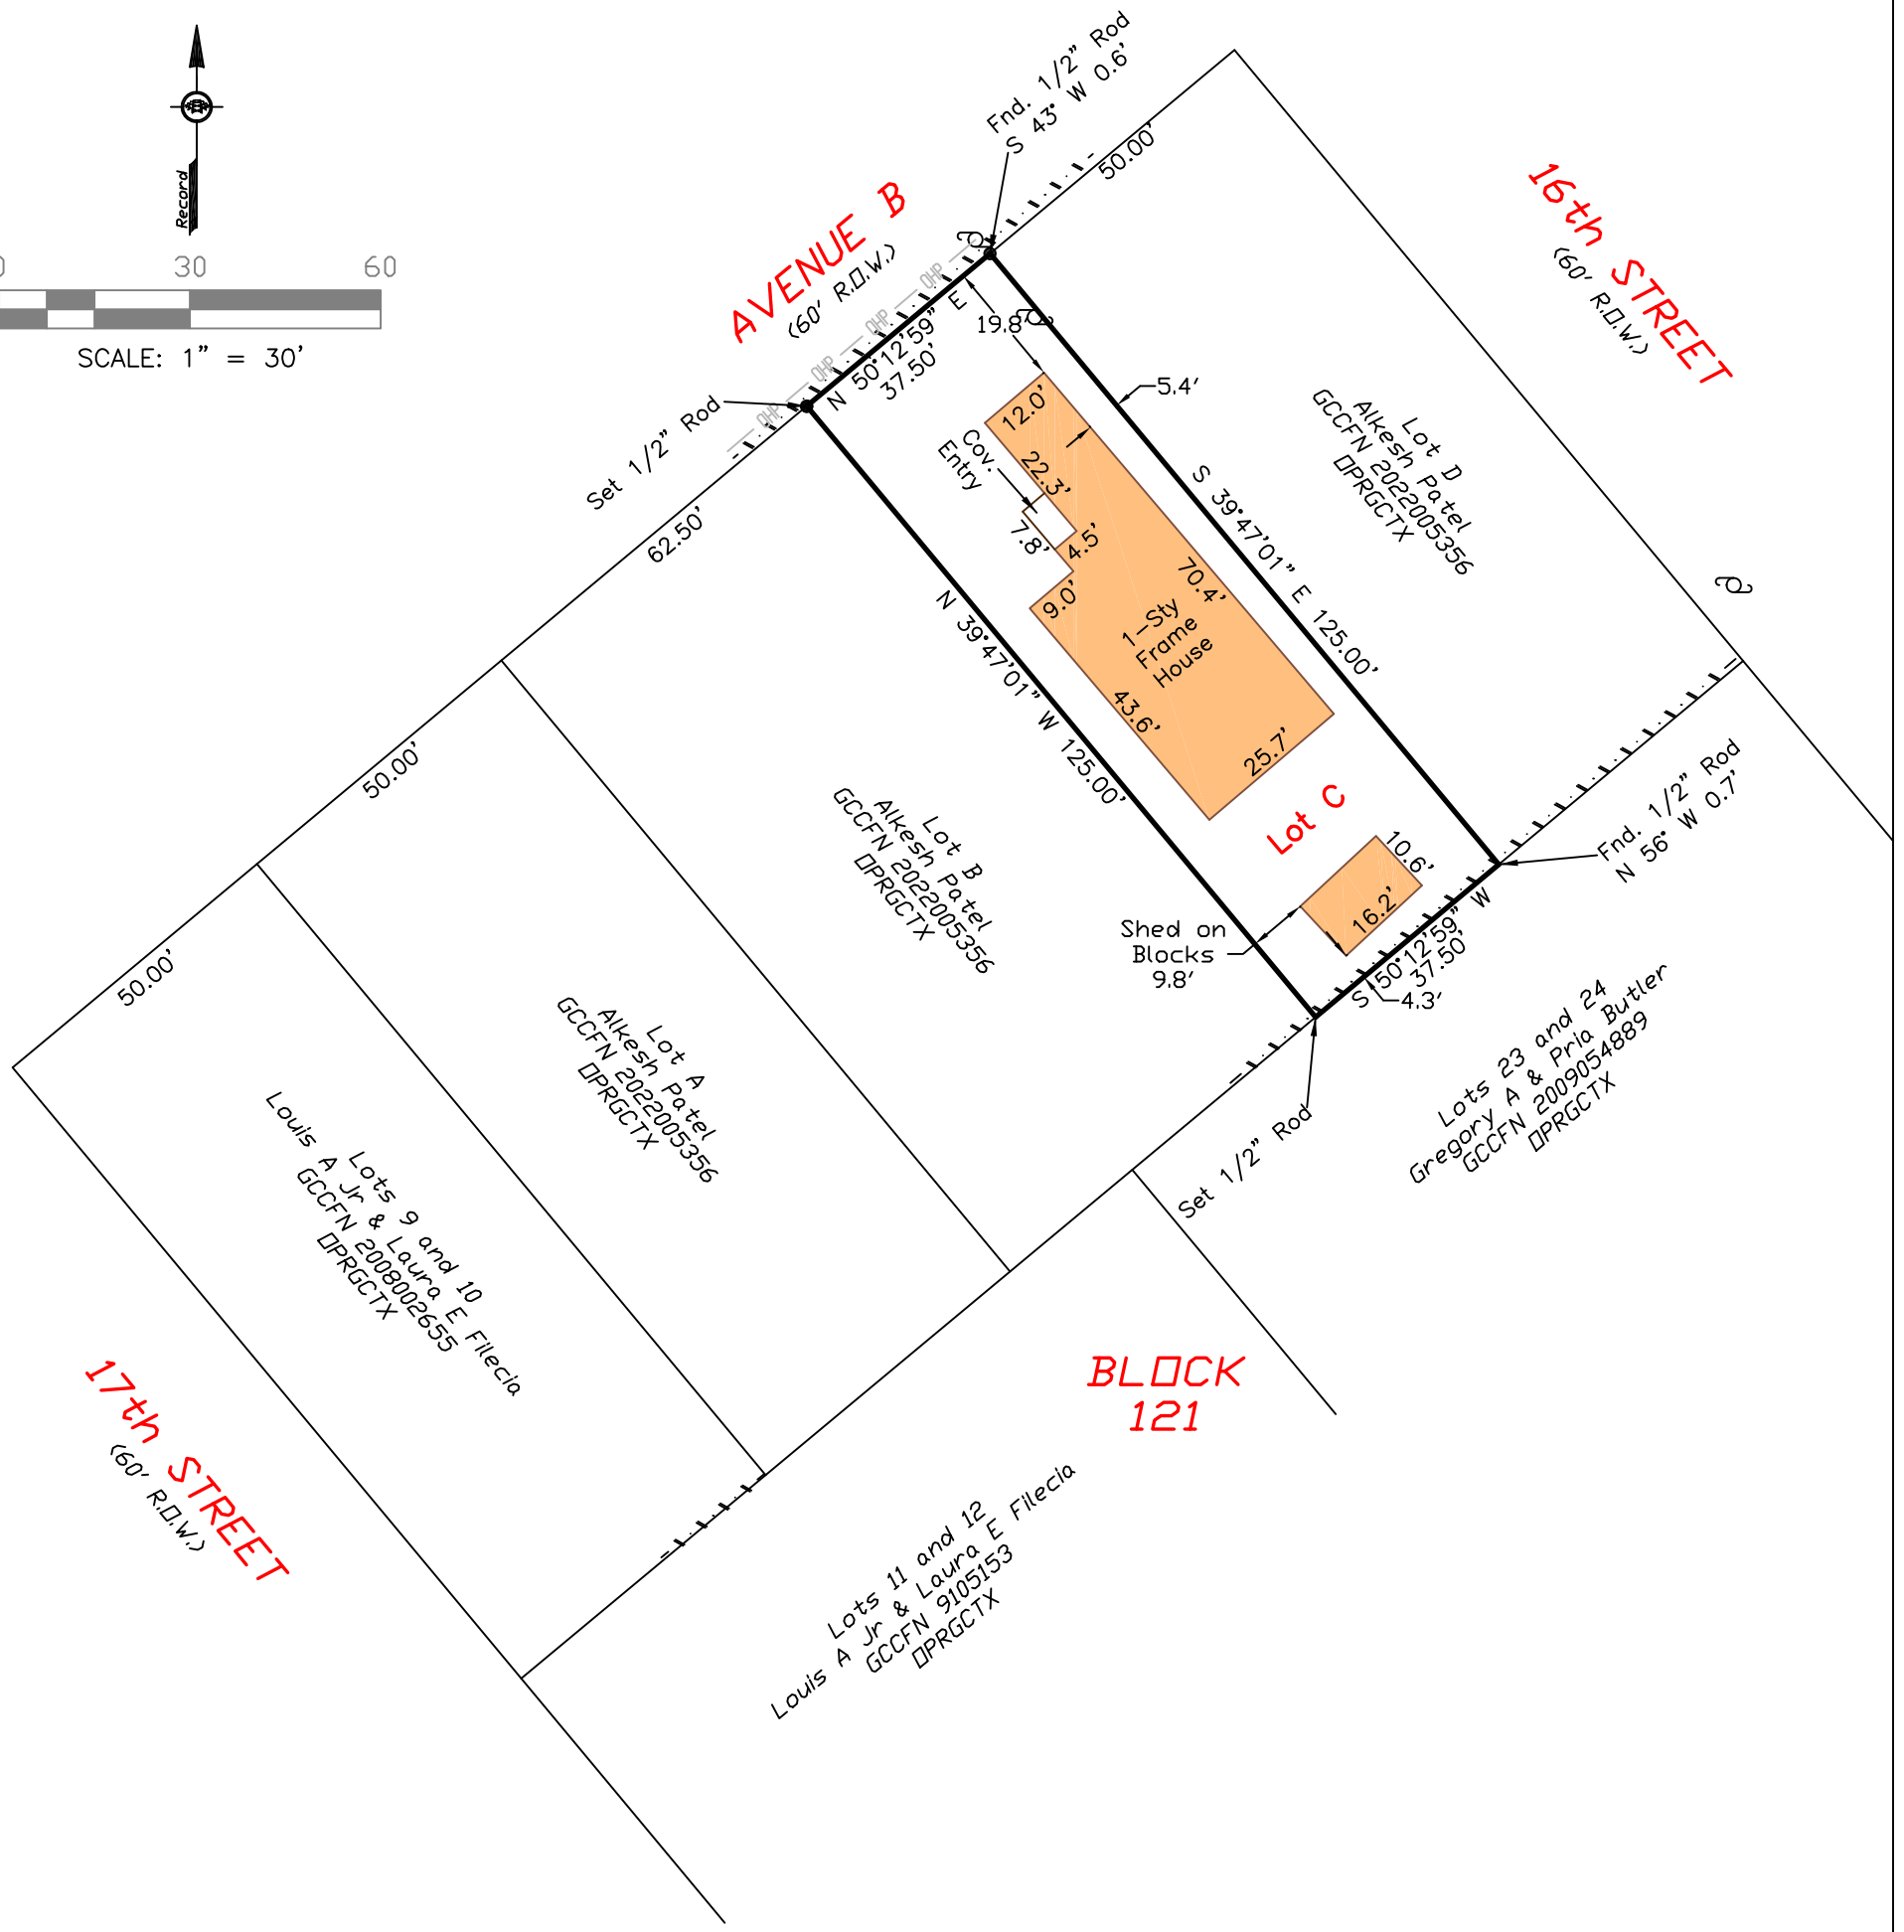 Record
30
60
SCALE: 1" = 30'
Fnd. 1/2" Rod
S 43° W 0.6'
50.00'
AVENUE B
(60' R.O.W.)
16th STREET
(60' R.O.W.)
OHP
OHP
OHP
OHP
N 50°12'59" E
37.50'
19.8'
5.4'
Set 1/2" Rod
62.50'
12.0'
Cov.
Entry
22.3'
7.8'
4.5'
9.0'
70.4'
1-Sty
Frame
House
43.6'
25.7'
S 39°47'01" E 125.00'
N 39°47'01" W 125.00'
Lot D
Alkesh Patel
GCCFN 2022005356
OPRGCTX
Lot C
10.6'
16.2'
Shed on
Blocks
9.8'
S 50°12'59" W
37.50'
4.3'
Fnd. 1/2" Rod
N 56° W 0.7'
Set 1/2" Rod
Lots 23 and 24
Gregory A & Pria Butler
GCCFN 2009054889
OPRGCTX
50.00'
Lot B
Alkesh Patel
GCCFN 2022005356
OPRGCTX
50.00'
Lot A
Alkesh Patel
GCCFN 2022005356
OPRGCTX
Lots 9 and 10
Louis A Jr & Laura E Filecia
GCCFN 2008002655
OPRGCTX
17th STREET
(60' R.O.W.)
BLOCK
121
Lots 11 and 12
Louis A Jr & Laura E Filecia
GCCFN 9105153
OPRGCTX